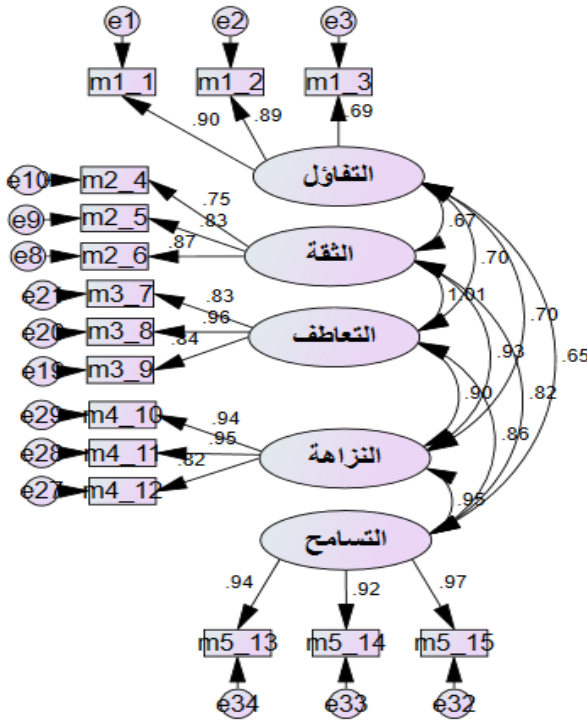 e1 e2 e3
m1_1 m1_2 m1_3
.90 .89 .69
التفاؤل
e10 m2_4 .75
e9 m2_5 .83
e8 m2_6 .87
الثقة
.67
.70
e21 m3_7 .83
e20 m3_8 .96
e19 m3_9 .84
التعاطف
1.01
.70
.93
.65
.82
.90
.86
e29 m4_10 .94
e28 m4_11 .95
e27 m4_12 .82
النزاهة
.95
التسامح
.94 .92 .97
m5_13 m5_14 m5_15
e34 e33 e32